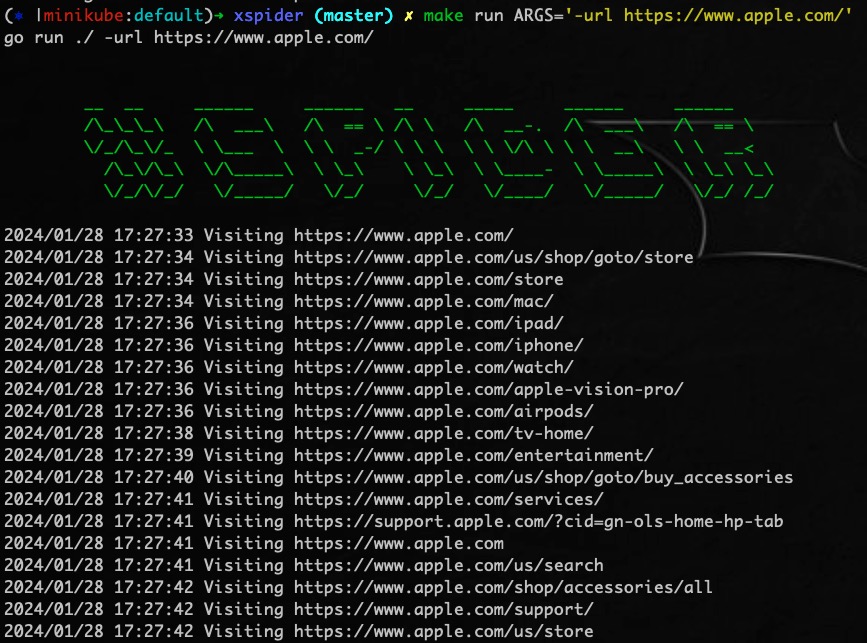 (⎈ |minikube:default)➜ xspider (master) ✗ make run ARGS='-url https://www.apple.com/'
go run ./ -url https://www.apple.com/
XSPIDER
2024/01/28 17:27:33 Visiting https://www.apple.com/
2024/01/28 17:27:34 Visiting https://www.apple.com/us/shop/goto/store
2024/01/28 17:27:34 Visiting https://www.apple.com/store
2024/01/28 17:27:34 Visiting https://www.apple.com/mac/
2024/01/28 17:27:36 Visiting https://www.apple.com/ipad/
2024/01/28 17:27:36 Visiting https://www.apple.com/iphone/
2024/01/28 17:27:36 Visiting https://www.apple.com/watch/
2024/01/28 17:27:36 Visiting https://www.apple.com/apple-vision-pro/
2024/01/28 17:27:36 Visiting https://www.apple.com/airpods/
2024/01/28 17:27:38 Visiting https://www.apple.com/tv-home/
2024/01/28 17:27:39 Visiting https://www.apple.com/entertainment/
2024/01/28 17:27:40 Visiting https://www.apple.com/us/shop/goto/buy_accessories
2024/01/28 17:27:41 Visiting https://www.apple.com/services/
2024/01/28 17:27:41 Visiting https://support.apple.com/?cid=gn-ols-home-hp-tab
2024/01/28 17:27:41 Visiting https://www.apple.com
2024/01/28 17:27:41 Visiting https://www.apple.com/us/search
2024/01/28 17:27:42 Visiting https://www.apple.com/shop/accessories/all
2024/01/28 17:27:42 Visiting https://www.apple.com/support/
2024/01/28 17:27:42 Visiting https://www.apple.com/us/store